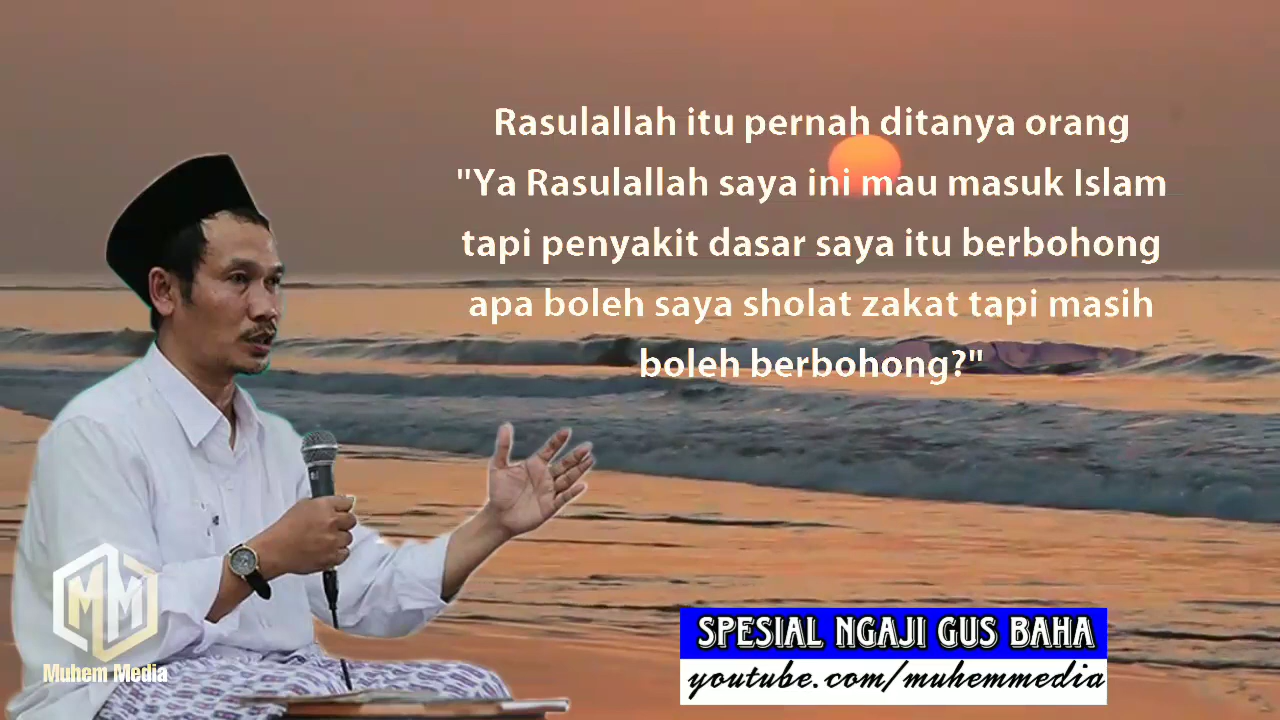 Rasulallah itu pernah ditanya orang
"Ya Rasulallah saya ini mau masuk Islam
tapi penyakit dasar saya itu berbohong
apa boleh saya sholat zakat tapi masih
boleh berbohong?"
MM
Muhem Media
SPESIAL NGAJI GUS BAHA
youtube.com/muhemmedia